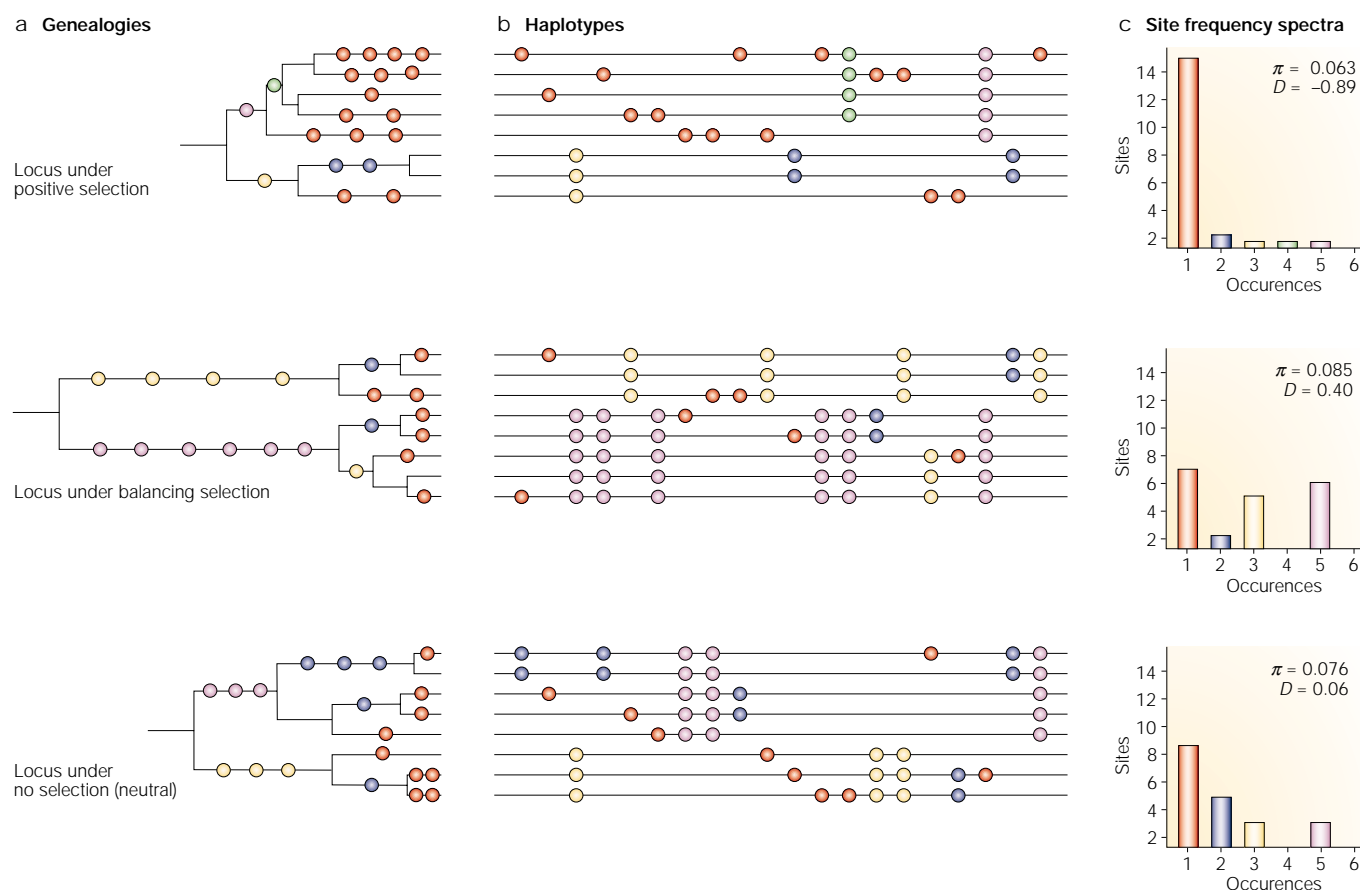 a Genealogies
b Haplotypes
c Site frequency spectra
Locus under
positive selection
π = 0.063
D = –0.89
Sites
14
12
10
8
6
4
2
1 2 3 4 5 6
Occurences
Locus under balancing selection
π = 0.085
D = 0.40
Sites
14
12
10
8
6
4
2
1 2 3 4 5 6
Occurences
Locus under
no selection (neutral)
π = 0.076
D = 0.06
Sites
14
12
10
8
6
4
2
1 2 3 4 5 6
Occurences